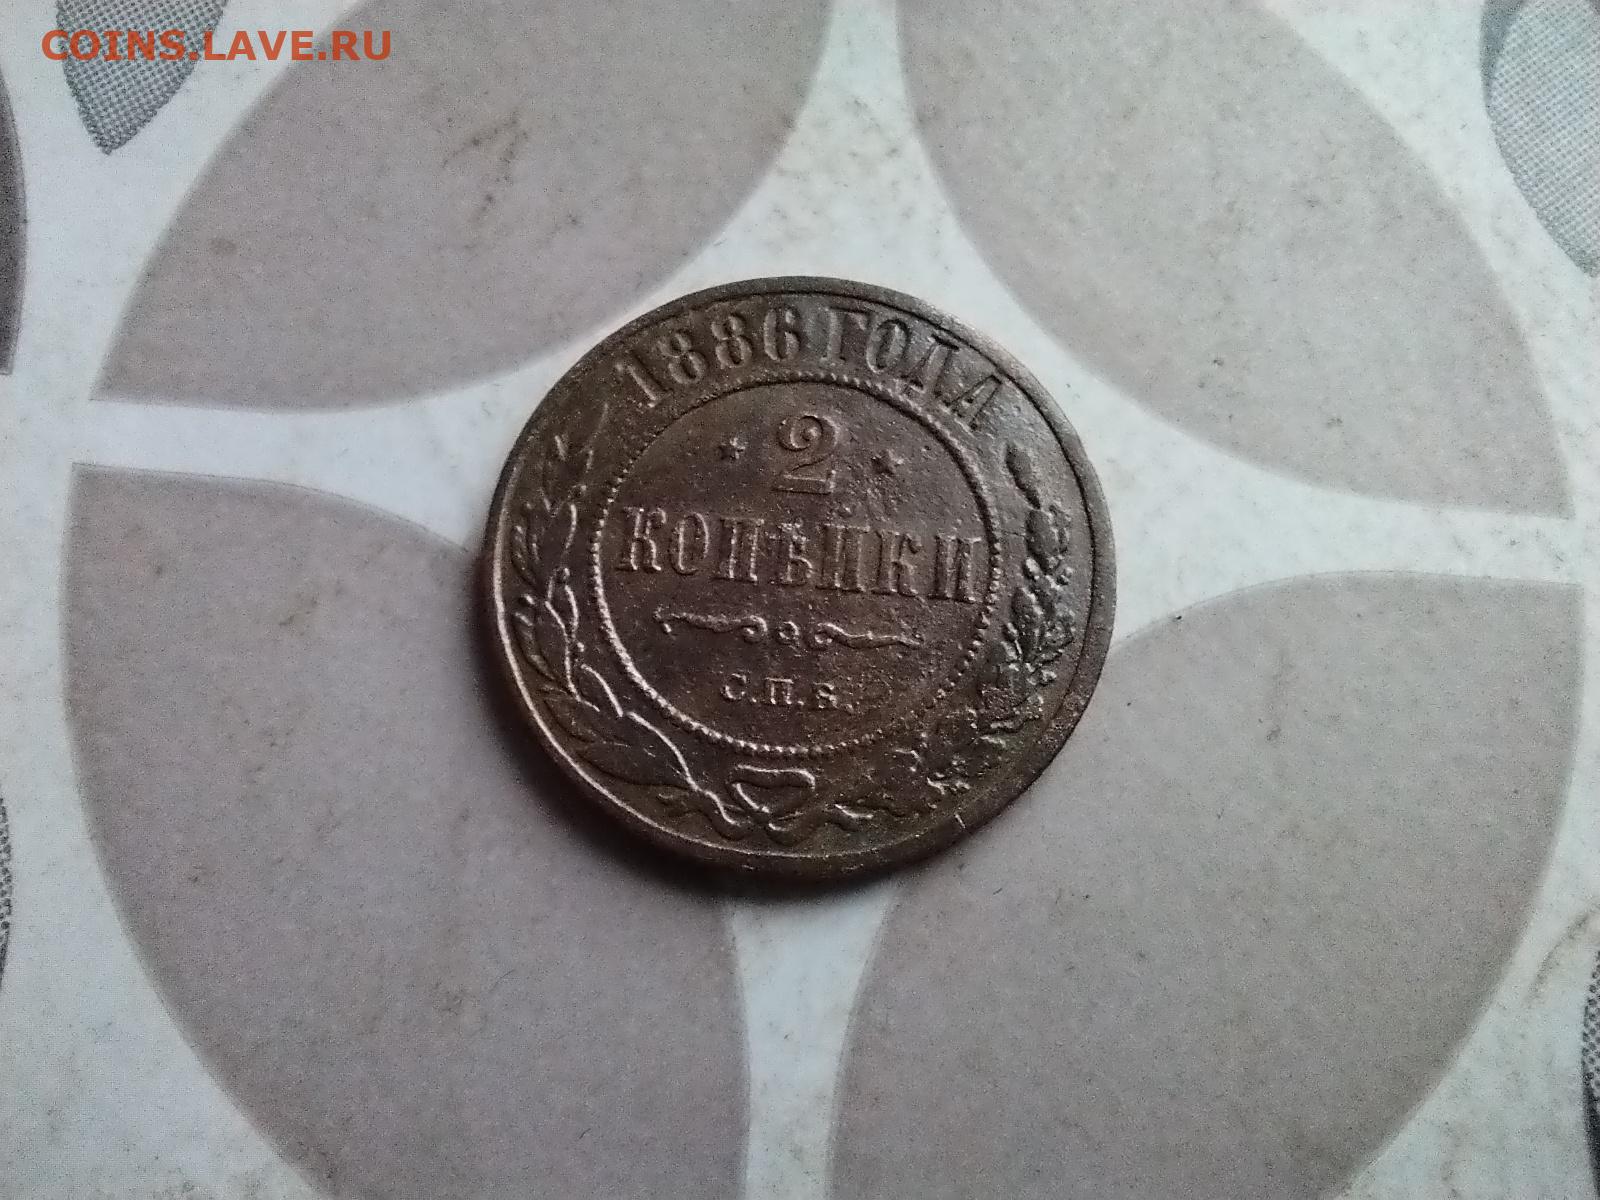 COINS.LAVE.RU
1886 ГОДА
2
КОПѢЙКИ
С.П.Б.